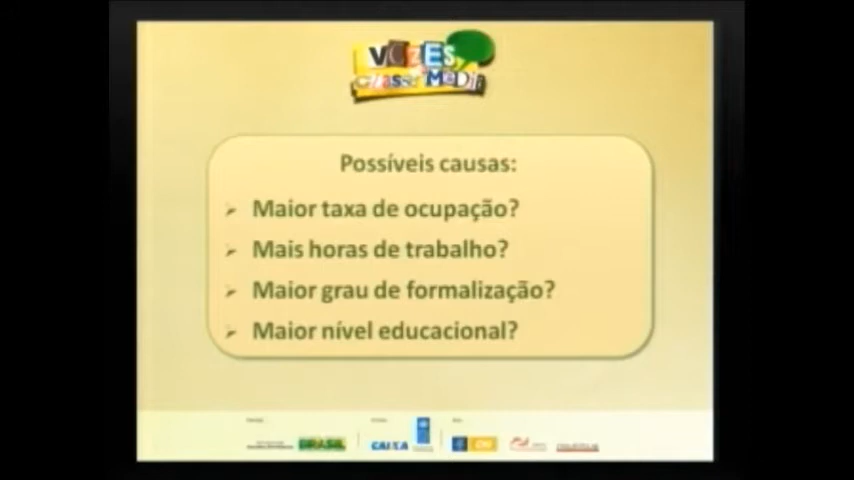 VOZES
classe Média
Possíveis causas:
Maior taxa de ocupação?
Mais horas de trabalho?
Maior grau de formalização?
Maior nível educacional?
BRASIL
CAIXA